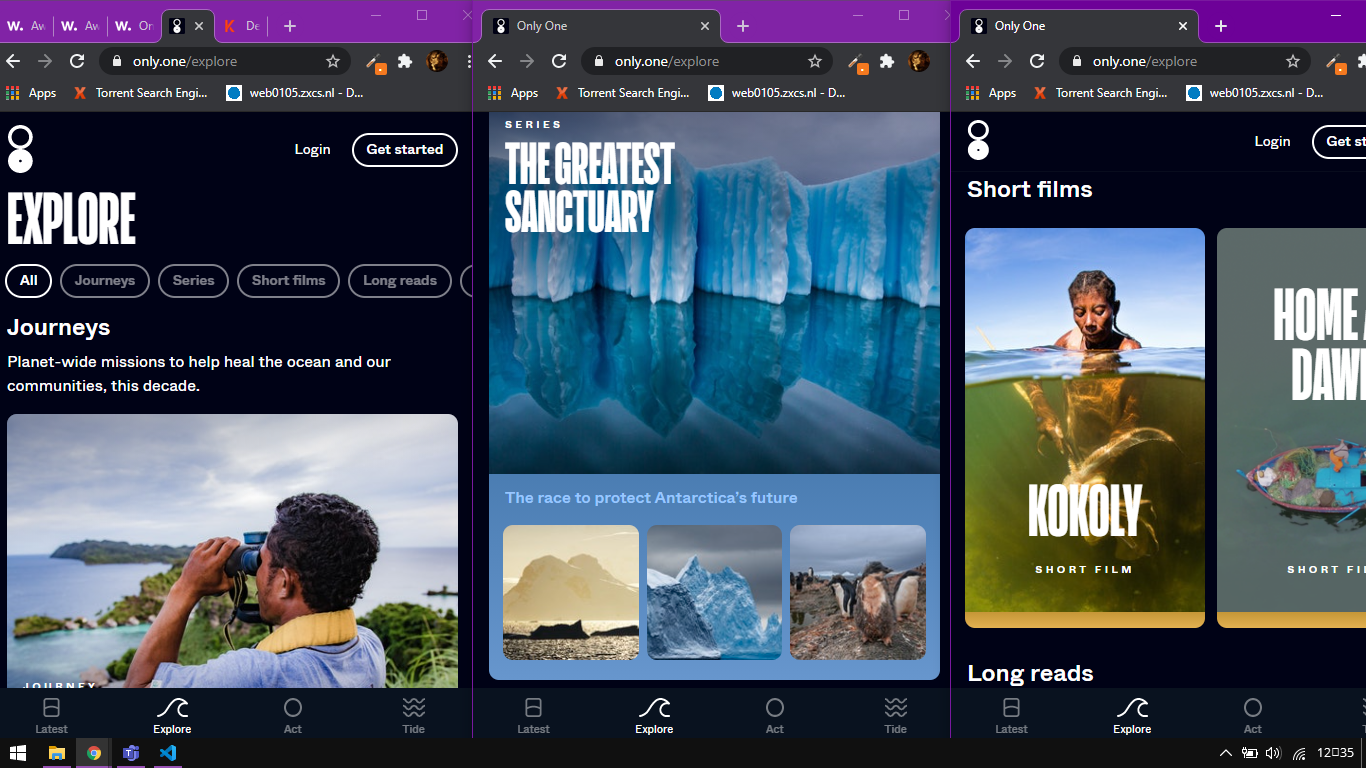 W. Aw
W. Aw
W. On
K De
only.one/explore
Apps
Torrent Search Engi...
web0105.zxcs.nl - D...
Login
Get started
EXPLORE
All
Journeys
Series
Short films
Long reads
Journeys
Planet-wide missions to help heal the ocean and our
communities, this decade.
JOURNEY
Latest
Explore
Act
Tide
Only One
only.one/explore
Apps
Torrent Search Engi...
web0105.zxcs.nl - D...
SERIES
THE GREATEST
SANCTUARY
The race to protect Antarctica's future
Latest
Explore
Act
Tide
Only One
only.one/explore
Apps
Torrent Search Engi...
web0105.zxcs.nl - D...
Login
Get st
Short films
KOKOLY
SHORT FILM
HOME
DAW
SHORT FI
Long reads
Latest
Explore
Act
12:35